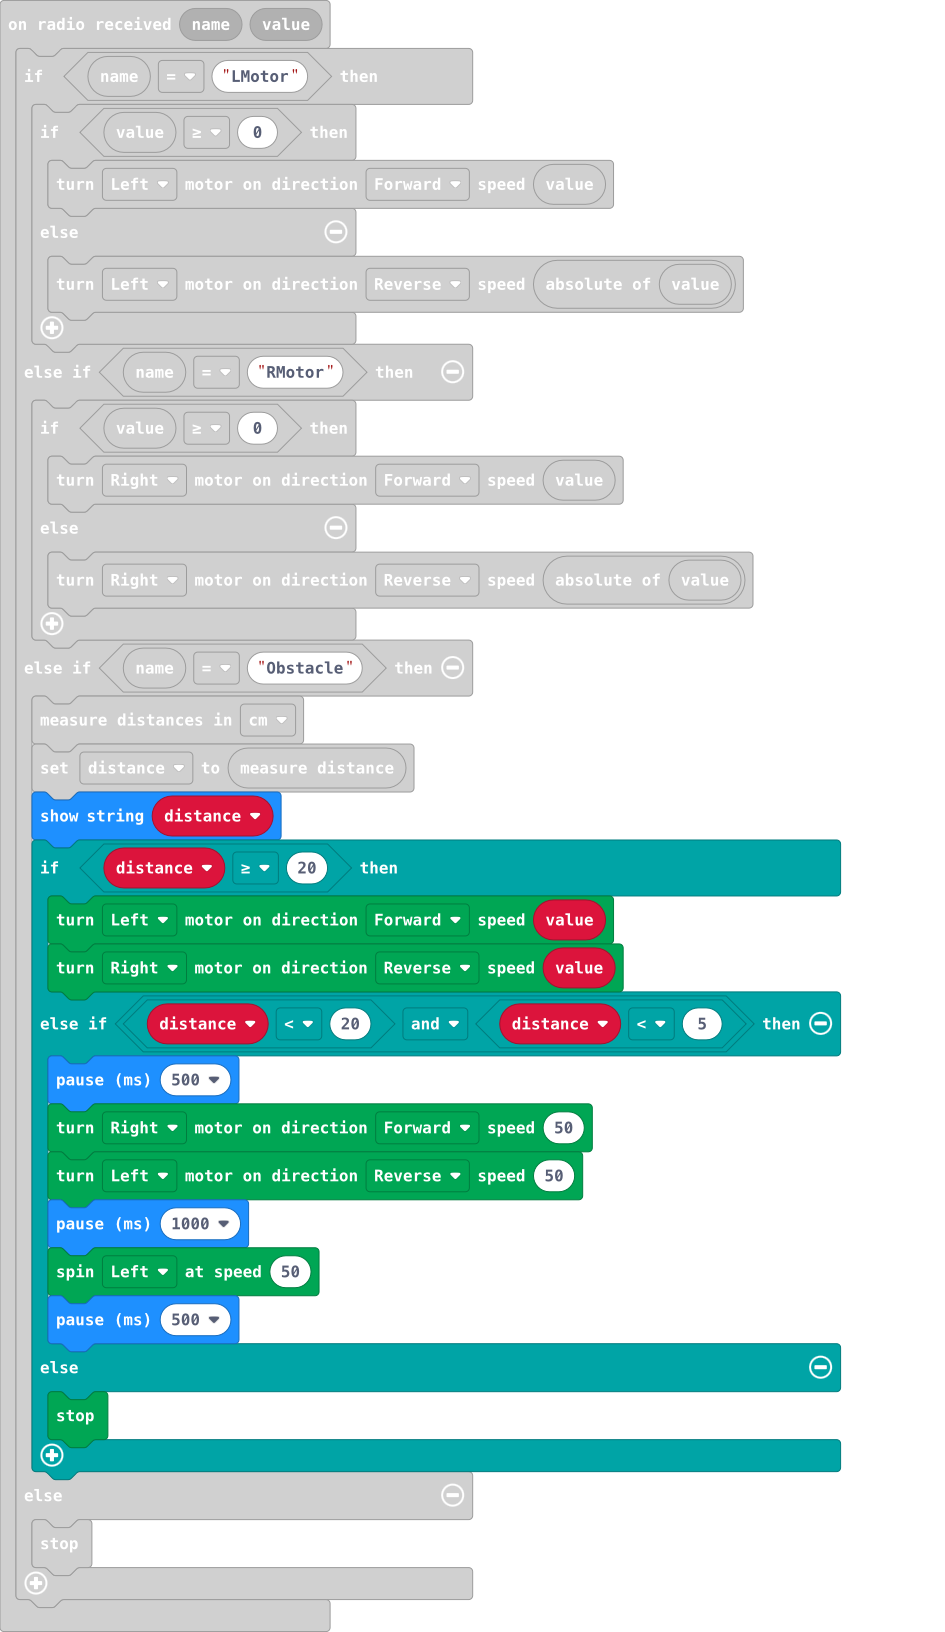 on radio received name value
if name = "LMotor" then
if value ≥ 0 then
turn Left motor on direction Forward speed value
else
turn Left motor on direction Reverse speed absolute of value
else if name = "RMotor" then
if value ≥ 0 then
turn Right motor on direction Forward speed value
else
turn Right motor on direction Reverse speed absolute of value
else if name = "Obstacle" then
measure distances in cm
set distance to measure distance
show string distance
if distance ≥ 20 then
turn Left motor on direction Forward speed value
turn Right motor on direction Reverse speed value
else if distance < 20 and distance < 5 then
pause (ms) 500
turn Right motor on direction Forward speed 50
turn Left motor on direction Reverse speed 50
pause (ms) 1000
spin Left at speed 50
pause (ms) 500
else
stop
else
stop